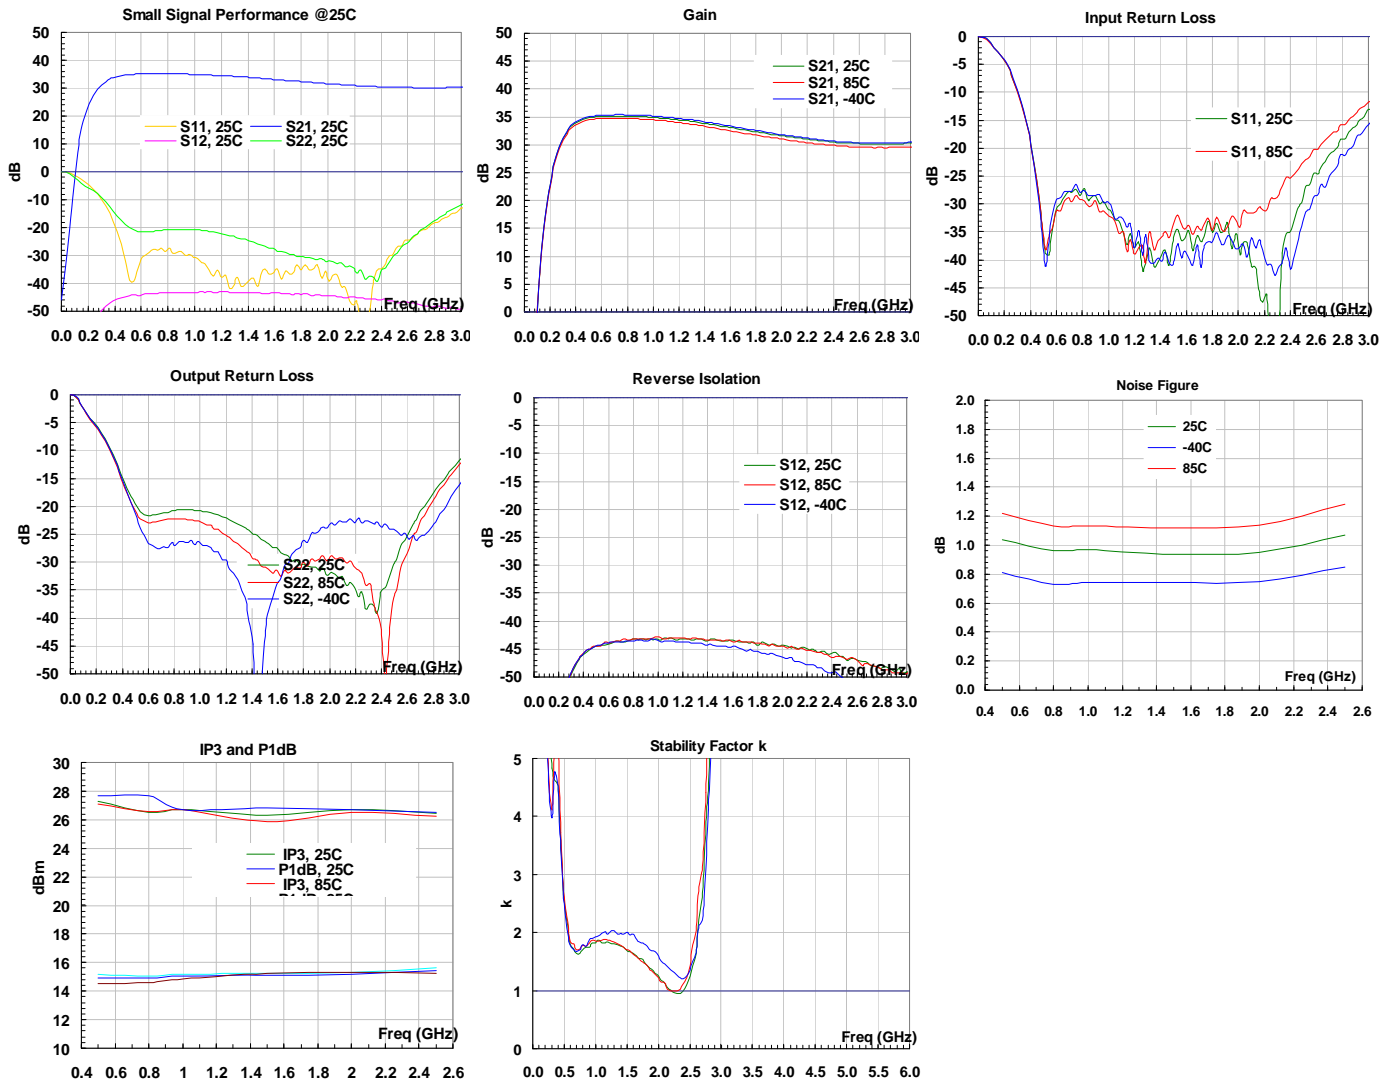 Small Signal Performance @25C
50
40
30
20
10
0
-10
-20
-30
-40
-50
dB
S11, 25C
S21, 25C
S12, 25C
S22, 25C
Freq (GHz)
0.0 0.2 0.4 0.6 0.8 1.0 1.2 1.4 1.6 1.8 2.0 2.2 2.4 2.6 2.8 3.0
Gain
50
45
40
35
30
25
20
15
10
5
0
dB
S21, 25C
S21, 85C
S21, -40C
Freq (GHz)
0.0 0.2 0.4 0.6 0.8 1.0 1.2 1.4 1.6 1.8 2.0 2.2 2.4 2.6 2.8 3.0
Input Return Loss
0
-5
-10
-15
-20
-25
-30
-35
-40
-45
-50
dB
S11, 25C
S11, 85C
Freq (GHz)
0.0 0.2 0.4 0.6 0.8 1.0 1.2 1.4 1.6 1.8 2.0 2.2 2.4 2.6 2.8 3.0
Output Return Loss
0
-5
-10
-15
-20
-25
-30
-35
-40
-45
-50
dB
S22, 25C
S22, 85C
S22, -40C
Freq (GHz)
0.0 0.2 0.4 0.6 0.8 1.0 1.2 1.4 1.6 1.8 2.0 2.2 2.4 2.6 2.8 3.0
Reverse Isolation
0
-5
-10
-15
-20
-25
-30
-35
-40
-45
-50
dB
S12, 25C
S12, 85C
S12, -40C
Freq (GHz)
0.0 0.2 0.4 0.6 0.8 1.0 1.2 1.4 1.6 1.8 2.0 2.2 2.4 2.6 2.8 3.0
Noise Figure
2.0
1.8
1.6
1.4
1.2
1.0
0.8
0.6
0.4
0.2
0.0
dB
25C
-40C
85C
Freq (GHz)
0.4 0.6 0.8 1.0 1.2 1.4 1.6 1.8 2.0 2.2 2.4 2.6
IP3 and P1dB
30
28
26
24
22
20
18
16
14
12
10
dBm
IP3, 25C
P1dB, 25C
IP3, 85C
Freq (GHz)
0.4 0.6 0.8 1 1.2 1.4 1.6 1.8 2 2.2 2.4 2.6
Stability Factor k
5
4
3
2
1
0
k
Freq (GHz)
0.0 0.5 1.0 1.5 2.0 2.5 3.0 3.5 4.0 4.5 5.0 5.5 6.0